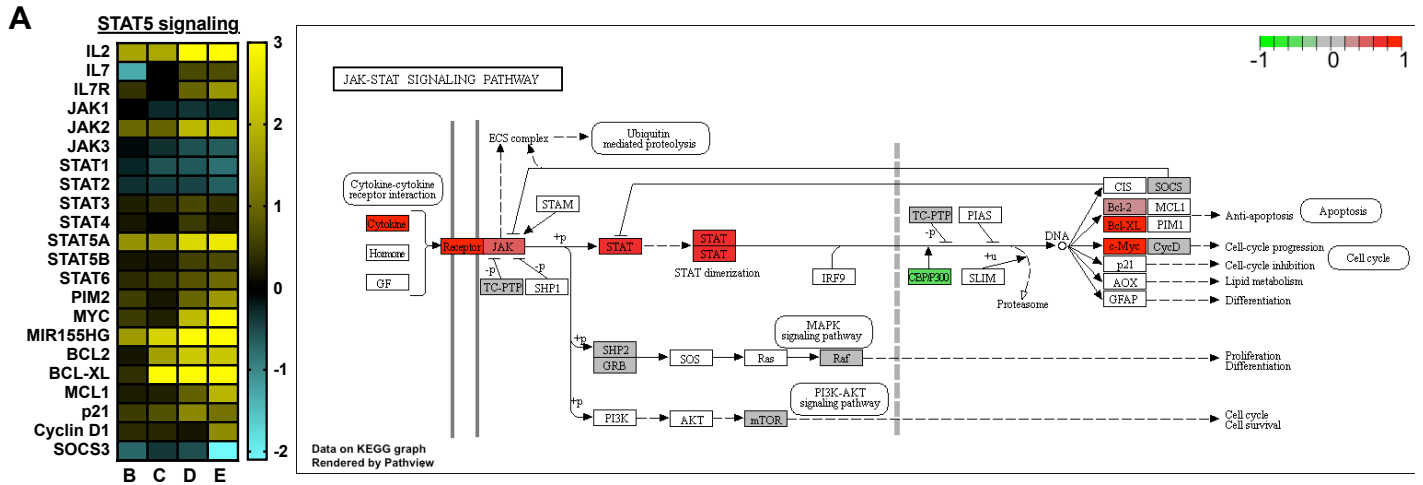 A
STAT5 signaling
IL2
IL7
IL7R
JAK1
JAK2
JAK3
STAT1
STAT2
STAT3
STAT4
STAT5A
STAT5B
STAT6
PIM2
MYC
MIR155HG
BCL2
BCL-XL
MCL1
p21
Cyclin D1
SOCS3
B C D E
3
2
1
0
-1
-2
JAK-STAT SIGNALING PATHWAY
-1 0 1
ECS complex
Ubiquitin
mediated proteolysis
Cytokine-cytokine
receptor interaction
STAM
Cytokine
Hormone
GF
Receptor
JAK
+p
STAT
STAT
STAT
STAT dimerization
-p
-p
TC-PTP
SHP1
IRF9
TC-PTP
PIAS
-p
CBP/P300
+u
SLIM
Proteasome
DNA
CIS
SOCS
Bcl-2
MCL1
Bcl-XL
PIM1
Anti-apoptosis
Apoptosis
c-Myc
CycD
Cell-cycle progression
Cell cycle
p21
Cell-cycle inhibition
AOX
Lipid metabolism
GFAP
Differentiation
+p
SHP2
GRB
SOS
Ras
Raf
MAPK
signaling pathway
Proliferation
Differentiation
+p
PI3K
AKT
mTOR
PI3K-AKT
signaling pathway
Cell cycle
Cell survival
Data on KEGG graph
Rendered by Pathview